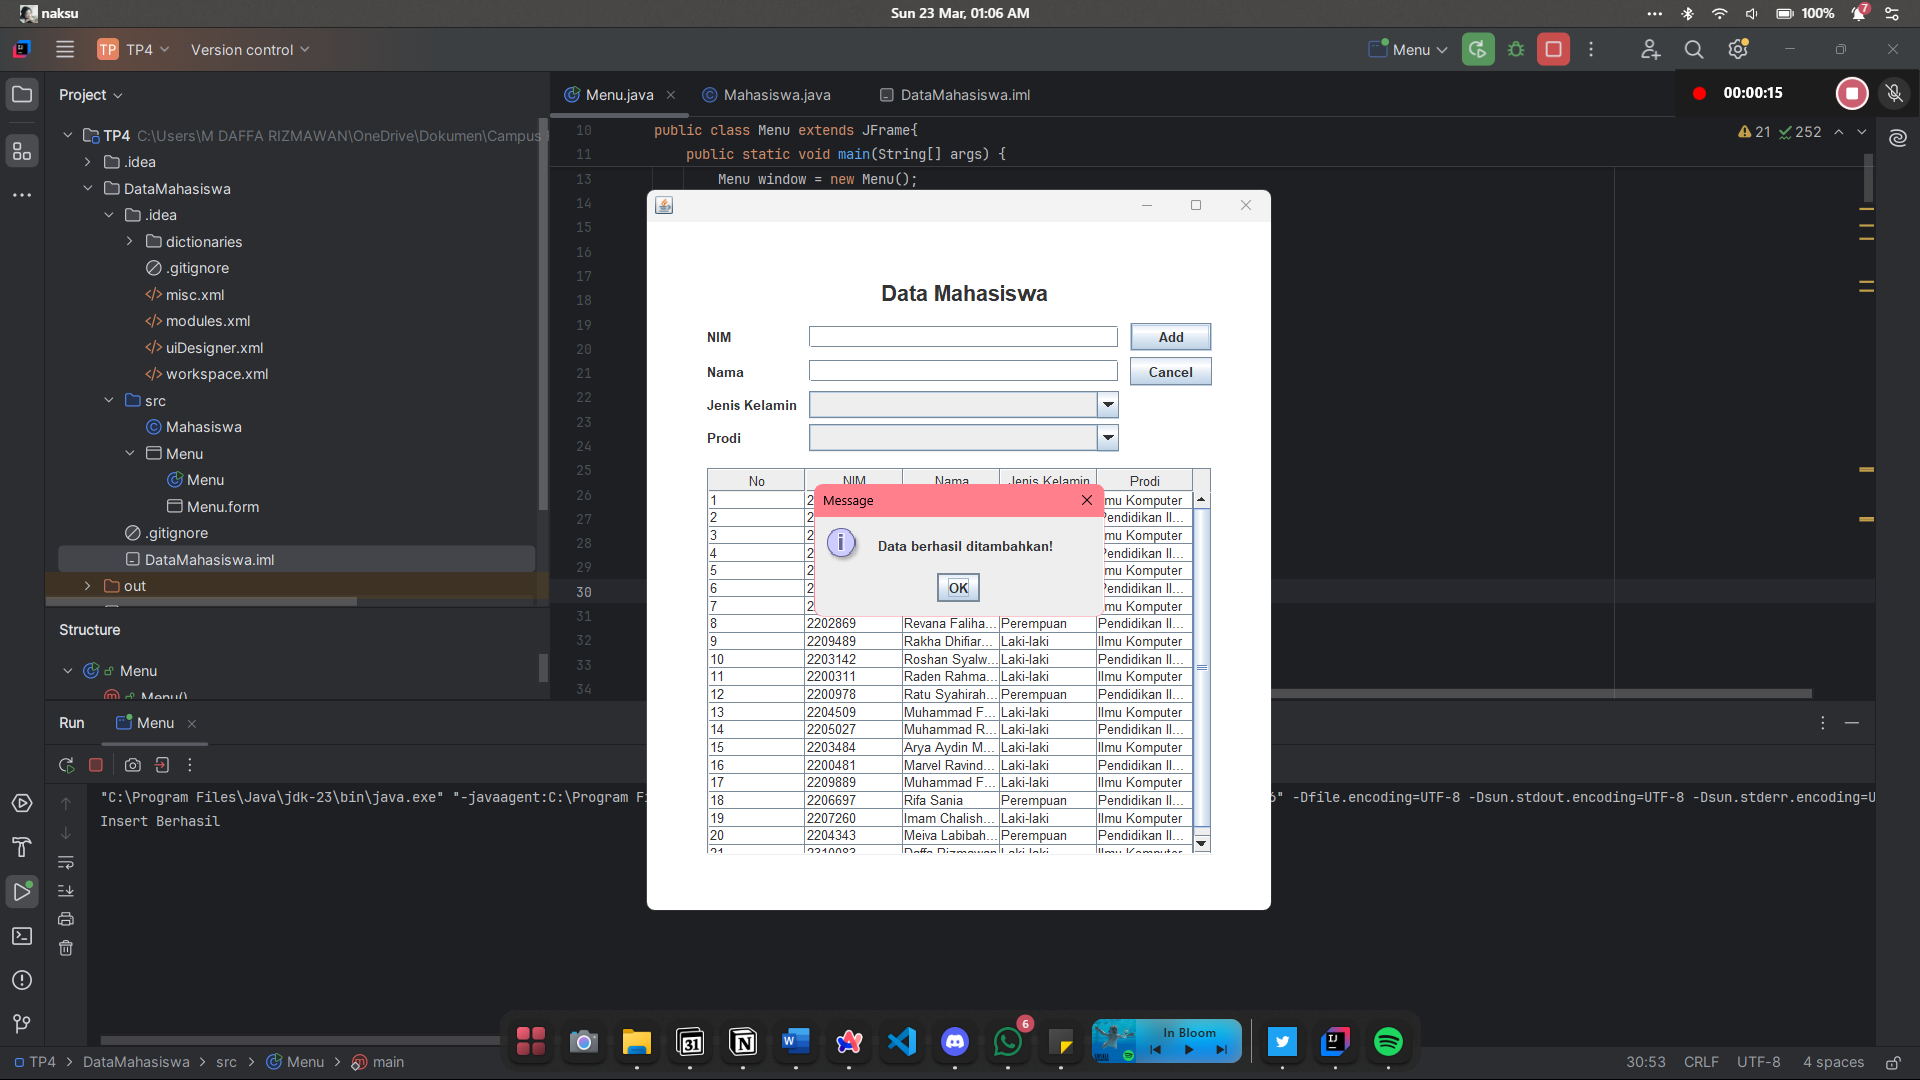 naksu
Sun 23 Mar, 01:06 AM
100%
7
TP TP4
Version control
Menu
Project
Menu.java
Mahasiswa.java
DataMahasiswa.iml
00:00:15
TP4 C:\Users\M DAFFA RIZMAWAN\OneDrive\Dokumen\Campus
.idea
DataMahasiswa
.idea
dictionaries
.gitignore
misc.xml
modules.xml
uiDesigner.xml
workspace.xml
src
Mahasiswa
Menu
Menu
Menu.form
.gitignore
DataMahasiswa.iml
out
10 public class Menu extends JFrame{
11 public static void main(String[] args) {
13 Menu window = new Menu();
14
15
16
17
18
19
20
21
22
23
24
25
26
27
28
29
30
31
32
33
34
21 252
Data Mahasiswa
NIM
Add
Nama
Cancel
Jenis Kelamin
Prodi
No NIM Nama Jenis Kelamin Prodi
1 2 mu Komputer
2 2 Pendidikan Il...
3 2 mu Komputer
4 2 Pendidikan Il...
5 2 mu Komputer
6 2 Pendidikan Il...
7 2 mu Komputer
8 2202869 Revana Faliha... Perempuan Pendidikan Il...
9 2209489 Rakha Dhifiar... Laki-laki Ilmu Komputer
10 2203142 Roshan Syalw... Laki-laki Pendidikan Il...
11 2200311 Raden Rahma... Laki-laki Ilmu Komputer
12 2200978 Ratu Syahirah... Perempuan Pendidikan Il...
13 2204509 Muhammad F... Laki-laki Ilmu Komputer
14 2205027 Muhammad R... Laki-laki Pendidikan Il...
15 2203484 Arya Aydin M... Laki-laki Ilmu Komputer
16 2200481 Marvel Ravind... Laki-laki Pendidikan Il...
17 2209889 Muhammad F... Laki-laki Ilmu Komputer
18 2206697 Rifa Sania Perempuan Pendidikan Il...
19 2207260 Imam Chalish... Laki-laki Ilmu Komputer
20 2204343 Meiva Labibah... Perempuan Pendidikan Il...
21 2310083 Daffa Rizmawan Laki-laki Ilmu Komputer
Message
Data berhasil ditambahkan!
OK
Structure
Menu
Menu()
Run
Menu
"C:\Program Files\Java\jdk-23\bin\java.exe" "-javaagent:C:\Program Fi
" -Dfile.encoding=UTF-8 -Dsun.stdout.encoding=UTF-8 -Dsun.stderr.encoding=U
Insert Berhasil
31
6
In Bloom
TP4 > DataMahasiswa > src > Menu > main
30:53 CRLF UTF-8 4 spaces